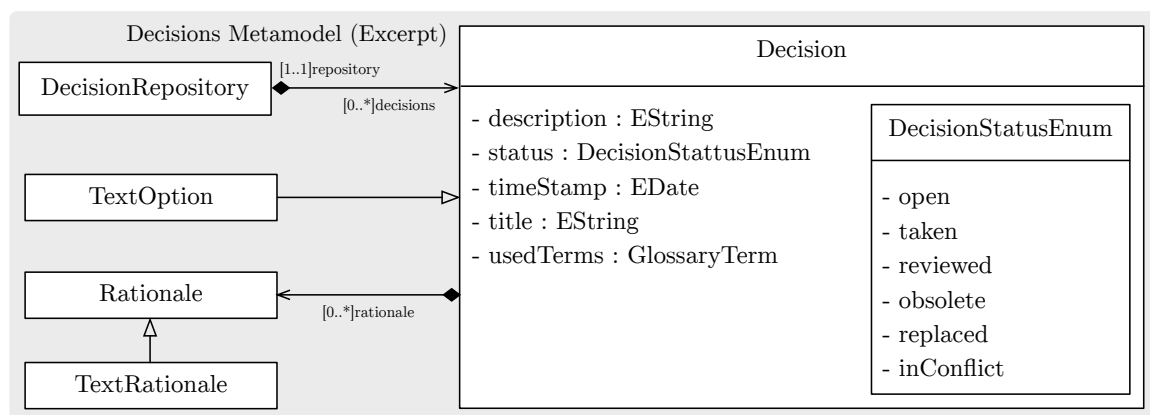 Decisions Metamodel (Excerpt)
DecisionRepository
[1..1]repository
[0..*]decisions
TextOption
Rationale
[0..*]rationale
TextRationale
Decision
- description : EString
- status : DecisionStattusEnum
- timeStamp : EDate
- title : EString
- usedTerms : GlossaryTerm
DecisionStatusEnum
- open
- taken
- reviewed
- obsolete
- replaced
- inConflict